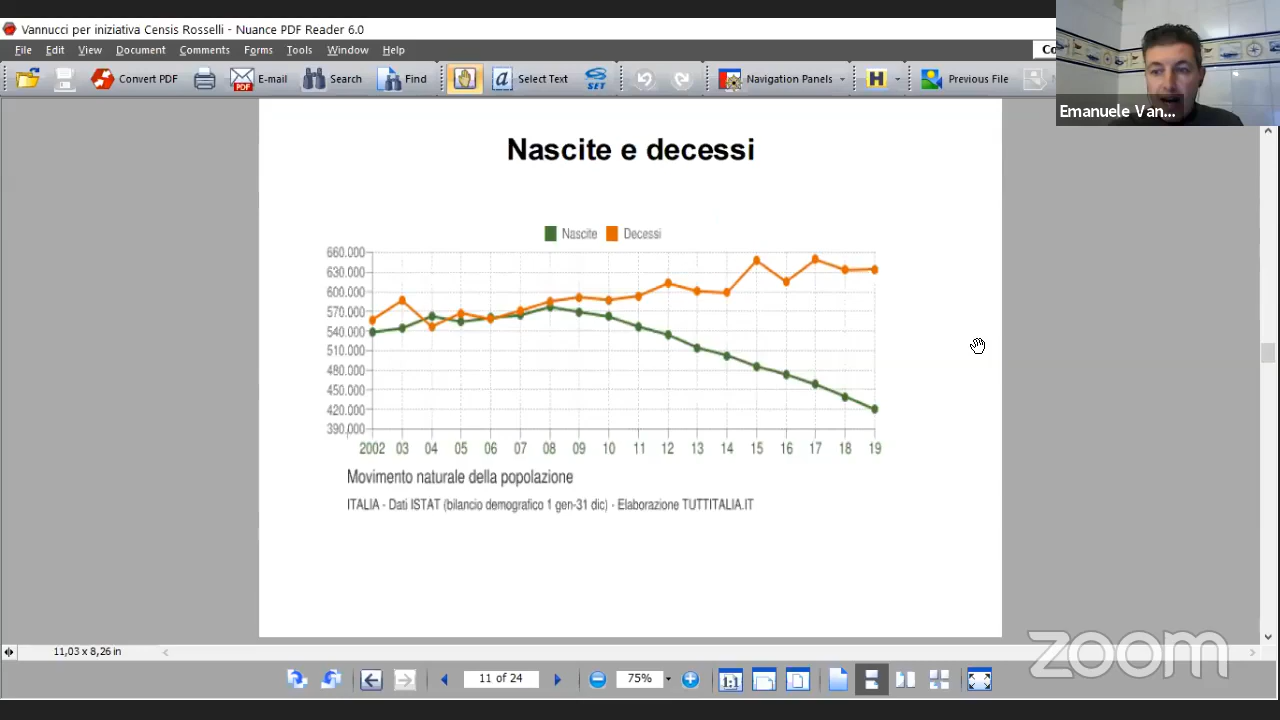 Vannucci per iniziativa Censis Rosselli - Nuance PDF Reader 6.0
File Edit View Document Comments Forms Tools Window Help
Co
Convert PDF E-mail Search Find Select Text Navigation Panels Previous File
PDF
SET
H
Emanuele Van...
Nascite e decessi
Nascite Decessi
660.000
630.000
600.000
570.000
540.000
510.000
480.000
450.000
420.000
390.000
2002 03 04 05 06 07 08 09 10 11 12 13 14 15 16 17 18 19
Movimento naturale della popolazione
ITALIA - Dati ISTAT (bilancio demografico 1 gen-31 dic) - Elaborazione TUTTITALIA.IT
zoom
11,03 x 8,26 in
11 of 24 75% 1:1